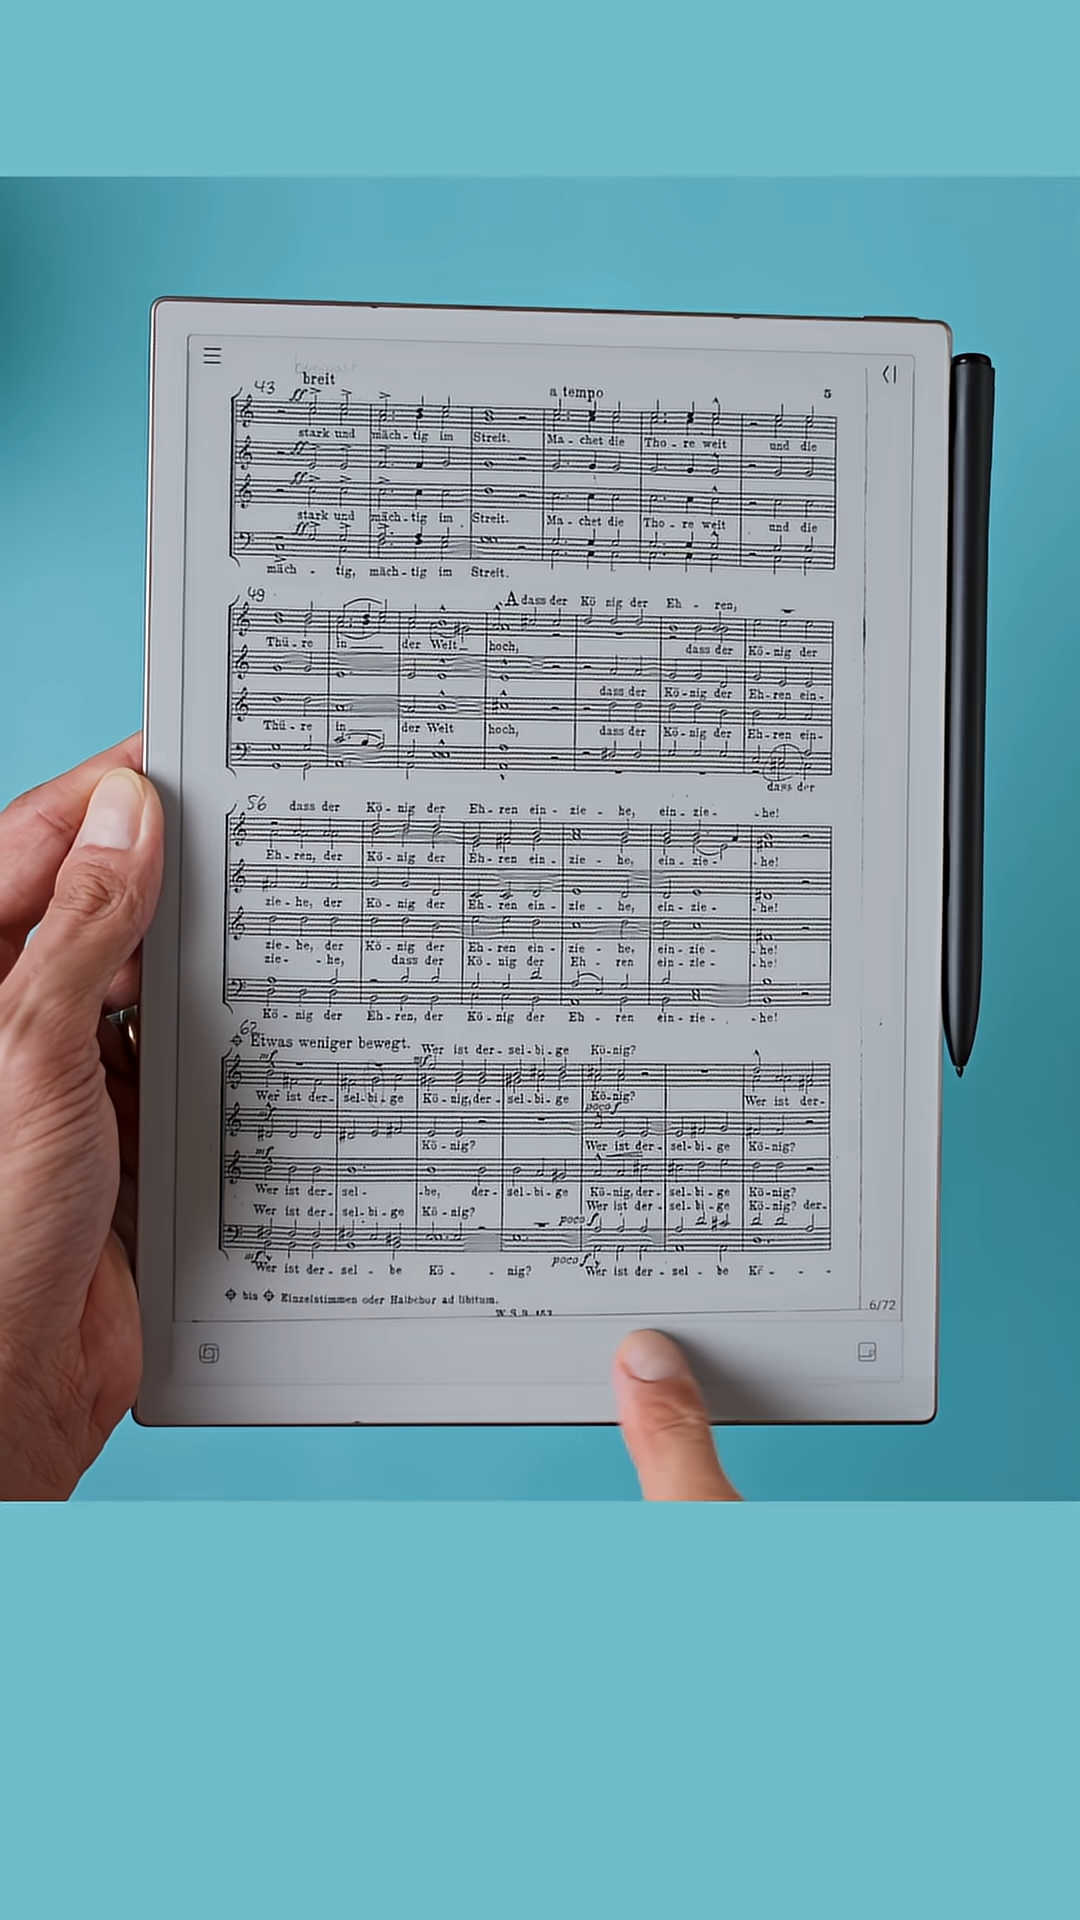 breit
43 a tempo 5
ff
stark und mäch - tig im Streit. Ma - chet die Tho - re weit und die
ff
ff
stark und mäch - tig im Streit. Ma - chet die Tho - re weit und die
ff
mäch - tig, mäch - tig im Streit.
49 A dass der Kö nig der Eh - ren,
Thü - re in der Welt hoch, dass der Kö - nig der
dass der Kö - nig der Eh - ren ein -
Thü - re in der Welt hoch, dass der Kö - nig der Eh - ren ein -
dass der
56 dass der Kö - nig der Eh - ren ein - zie - he, ein - zie - - he!
Eh - ren, der Kö - nig der Eh - ren ein - zie - he, ein - zie - - he!
zie - he, der Kö - nig der Eh - ren ein - zie - he, ein - zie - - he!
zie - he, der Kö - nig der Eh - ren ein - zie - he, ein - zie - - he!
zie - - he, dass der Kö - nig der Eh - ren ein - zie - - he!
Kö - nig der Eh - ren, der Kö - nig der Eh - ren ein - zie - - he!
62
Etwas weniger bewegt. Wer ist der - sel - bi - ge Kö - nig?
mf mf
Wer ist der - sel - bi - ge Kö - nig, der - sel - bi - ge Kö - nig? Wer ist der -
mf poco f
Kö - nig? Wer ist der - sel - bi - ge Kö - nig?
mf
Wer ist der - sel - - be, der - sel - bi - ge Kö - nig, der - sel - bi - ge Kö - nig?
Wer ist der - sel - bi - ge Kö - nig? Wer ist der - sel - bi - ge Kö - nig? der -
poco f
mf poco f
Wer ist der - sel - be Kö - - nig? Wer ist der - sel - be Kö - - -
bis Einzelstimmen oder Halbchor ad libitum.
6/72